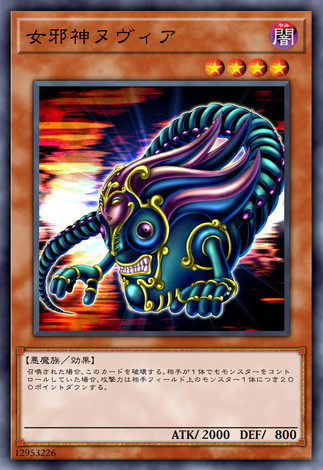 女邪神ヌヴィア
やみ
闇
【悪魔族／効果】
召喚された場合、このカードを破壊する。相手が１体でもモンスターをコント
ロールしていた場合、攻撃力は相手フィールド上のモンスター１体につき２０
０ポイントダウンする。
ATK/ 2000 DEF/ 800
12953226